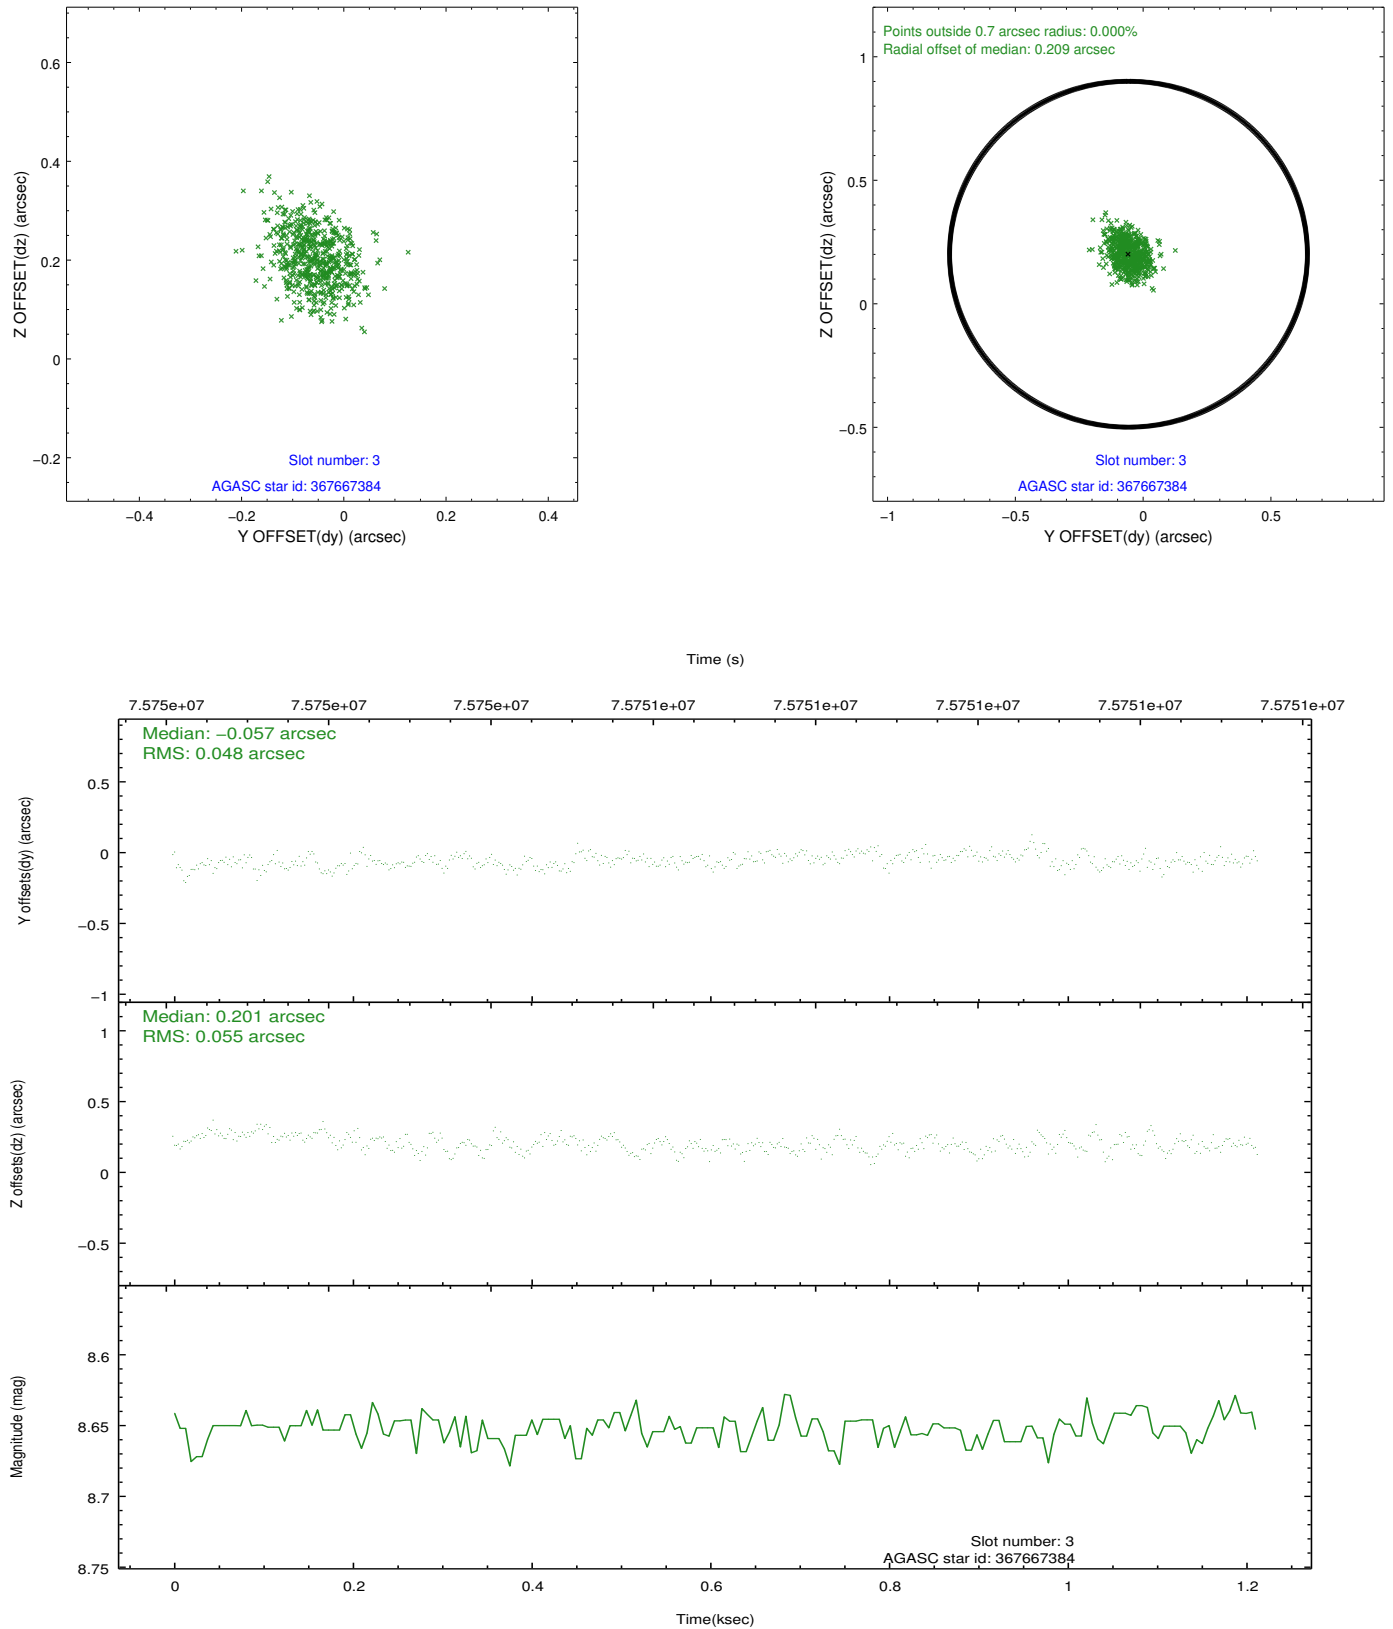 0.6
0.4
0.2
0
−0.2
−0.4
−0.2
0
0.2
0.4
Z OFFSET(dz) (arcsec)
Y OFFSET(dy) (arcsec)
Slot number: 3
AGASC star id: 367667384
Points outside 0.7 arcsec radius: 0.000%
Radial offset of median: 0.209 arcsec
1
0.5
0
−0.5
−1
−0.5
0
0.5
Z OFFSET(dz) (arcsec)
Y OFFSET(dy) (arcsec)
Slot number: 3
AGASC star id: 367667384
Time (s)
7.575e+07 7.575e+07 7.575e+07 7.5751e+07 7.5751e+07 7.5751e+07 7.5751e+07 7.5751e+07
Median: −0.057 arcsec
RMS: 0.048 arcsec
0.5
0
−0.5
−1
Y offsets(dy) (arcsec)
Median: 0.201 arcsec
RMS: 0.055 arcsec
1
0.5
0
−0.5
Z offsets(dz) (arcsec)
8.6
8.65
8.7
8.75
Magnitude (mag)
Slot number: 3
AGASC star id: 367667384
0 0.2 0.4 0.6 0.8 1 1.2
Time(ksec)